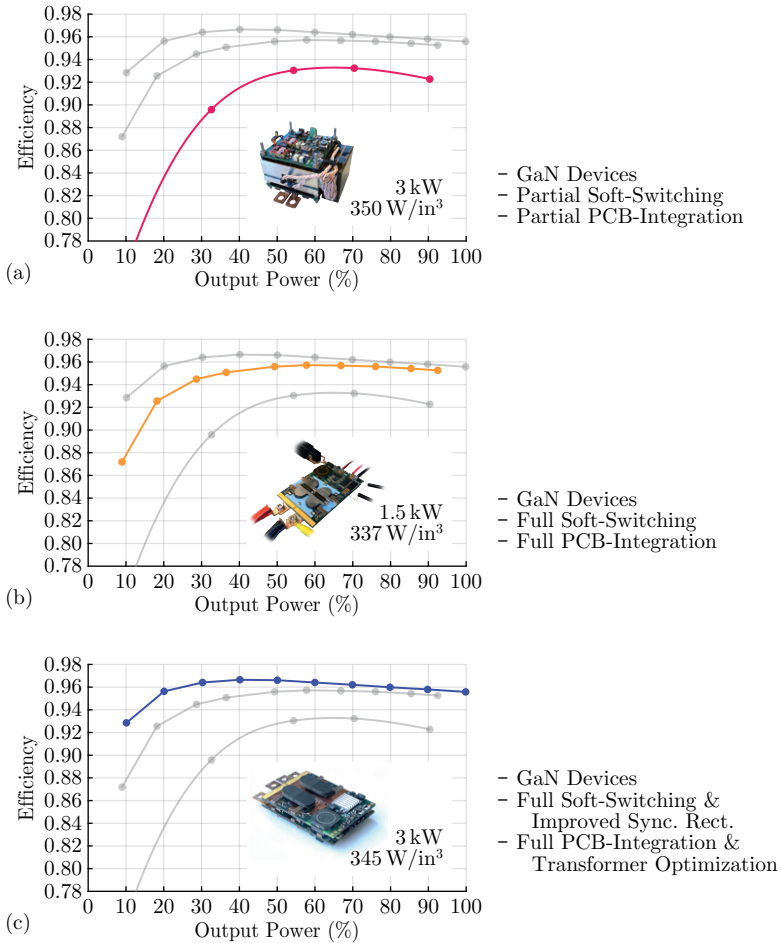 0.98
0.96
0.94
0.92
0.90
0.88
0.86
0.84
0.82
0.80
0.78
Efficiency
3 kW
350 W/in³
0 10 20 30 40 50 60 70 80 90 100
Output Power (%)
(a)
– GaN Devices
– Partial Soft-Switching
– Partial PCB-Integration
0.98
0.96
0.94
0.92
0.90
0.88
0.86
0.84
0.82
0.80
0.78
Efficiency
1.5 kW
337 W/in³
0 10 20 30 40 50 60 70 80 90 100
Output Power (%)
(b)
– GaN Devices
– Full Soft-Switching
– Full PCB-Integration
0.98
0.96
0.94
0.92
0.90
0.88
0.86
0.84
0.82
0.80
0.78
Efficiency
3 kW
345 W/in³
0 10 20 30 40 50 60 70 80 90 100
Output Power (%)
(c)
– GaN Devices
– Full Soft-Switching &
Improved Sync. Rect.
– Full PCB-Integration &
Transformer Optimization